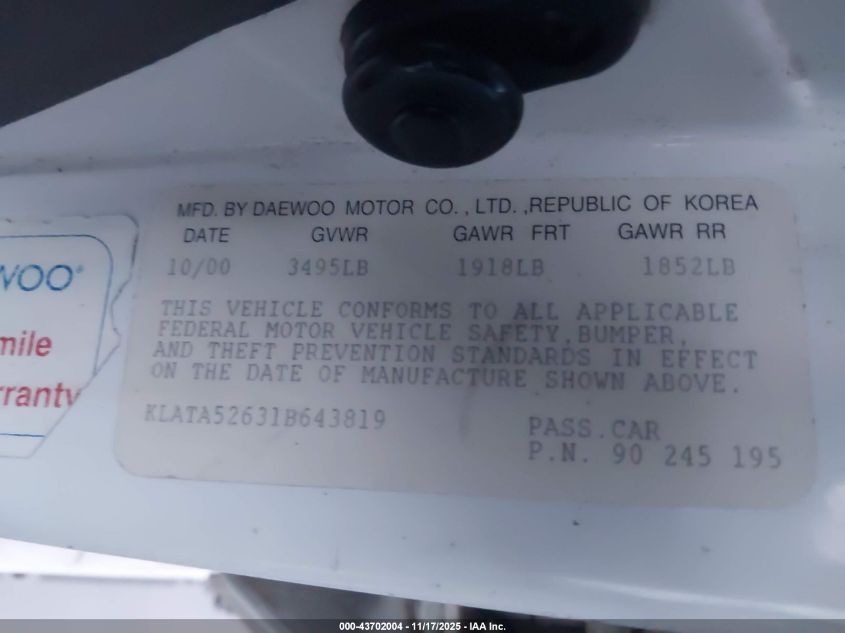 MFD. BY DAEWOO MOTOR CO., LTD. ,REPUBLIC OF KOREA
DATE GVWR GAWR FRT GAWR RR
10/00 3495LB 1918LB 1852LB
THIS VEHICLE CONFORMS TO ALL APPLICABLE
FEDERAL MOTOR VEHICLE SAFETY,BUMPER,
AND THEFT PREVENTION STANDARDS IN EFFECT
ON THE DATE OF MANUFACTURE SHOWN ABOVE.
KLATA52631B643819
PASS.CAR
P.N. 90 245 195
WOO
mile
rranty
000-43702004 - 11/17/2025 - IAA Inc.